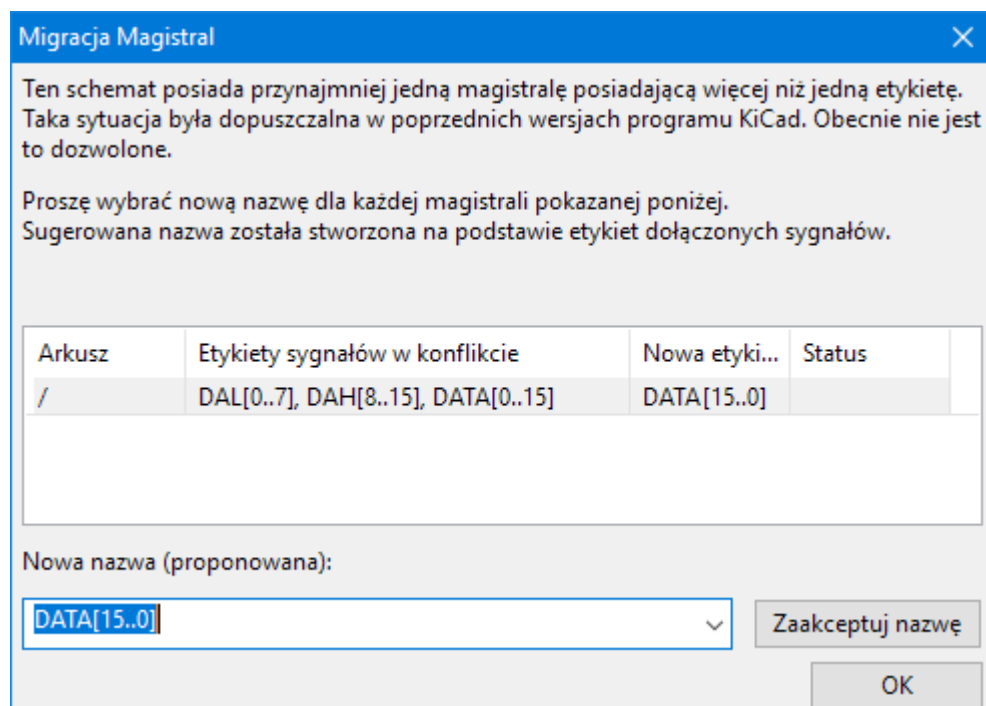 Migracja Magistral
Ten schemat posiada przynajmniej jedną magistralę posiadającą więcej niż jedną etykietę.
Taka sytuacja była dopuszczalna w poprzednich wersjach programu KiCad. Obecnie nie jest
to dozwolone.
Proszę wybrać nową nazwę dla każdej magistrali pokazanej poniżej.
Sugerowana nazwa została stworzona na podstawie etykiet dołączonych sygnałów.
Arkusz Etykiety sygnałów w konflikcie Nowa etyki... Status
/ DAL[0..7], DAH[8..15], DATA[0..15] DATA[15..0]
Nowa nazwa (proponowana):
DATA[15..0] Zaakceptuj nazwę
OK